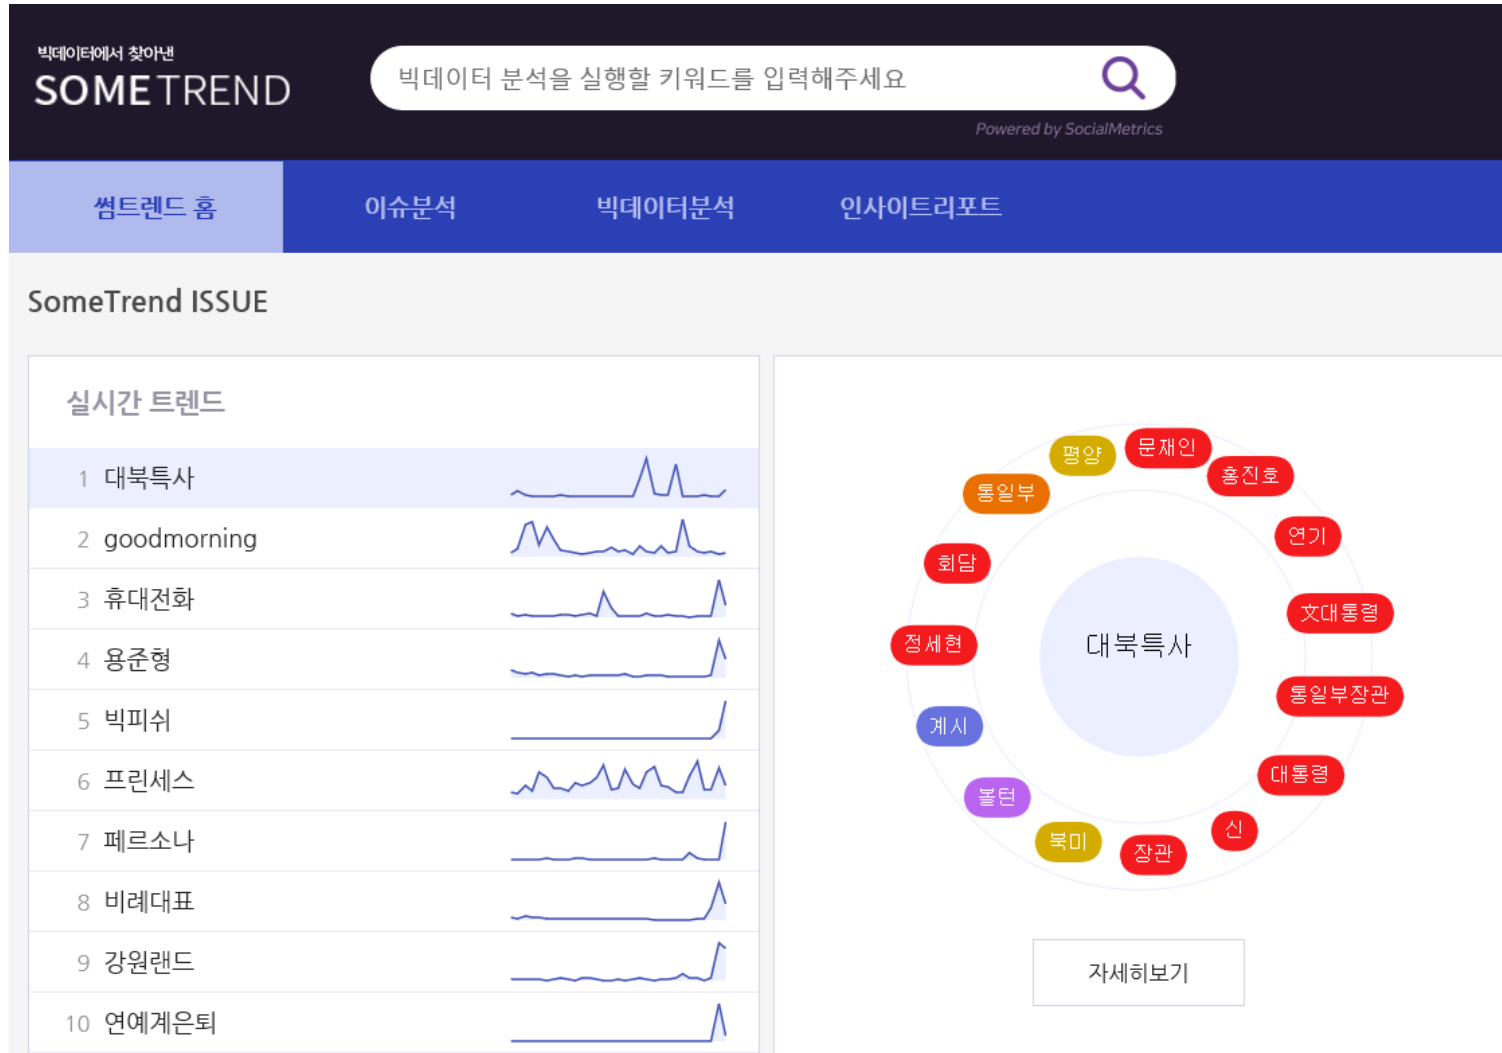 빅데이터에서 찾아낸
SOMETREND
빅데이터 분석을 실행할 키워드를 입력해주세요
Powered by SocialMetrics
썸트렌드 홈 이슈분석 빅데이터분석 인사이트리포트
SomeTrend ISSUE
실시간 트렌드
1 대북특사
2 goodmorning
3 휴대전화
4 용준형
5 빅피쉬
6 프린세스
7 페르소나
8 비례대표
9 강원랜드
10 연예계은퇴
평양
문재인
홍진호
통일부
연기
회담
文대통령
정세현
대북특사
통일부장관
계시
대통령
볼턴
신
북미
장관
자세히보기